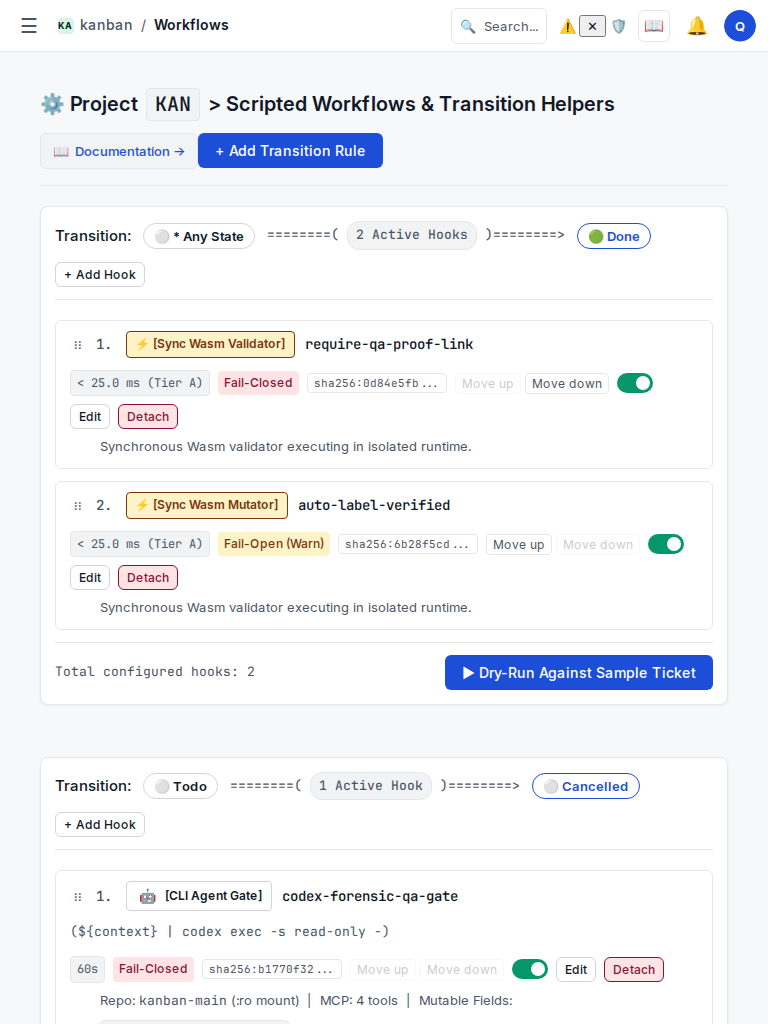 ☰ KA kanban / Workflows 🔍 Search... ⚠️ ✕ 🛡️ 📖 🔔 Q
⚙️ Project KAN > Scripted Workflows & Transition Helpers
📖 Documentation → + Add Transition Rule
Transition: ⚪ * Any State ========( 2 Active Hooks )========> 🟢 Done
+ Add Hook
⠿ 1. ⚡ [Sync Wasm Validator] require-qa-proof-link
< 25.0 ms (Tier A) Fail-Closed sha256:0d84e5fb... Move up Move down
Edit Detach
Synchronous Wasm validator executing in isolated runtime.
⠿ 2. ⚡ [Sync Wasm Mutator] auto-label-verified
< 25.0 ms (Tier A) Fail-Open (Warn) sha256:6b28f5cd... Move up Move down
Edit Detach
Synchronous Wasm validator executing in isolated runtime.
Total configured hooks: 2 ▶ Dry-Run Against Sample Ticket
Transition: ⚪ Todo ========( 1 Active Hook )========> ⚪ Cancelled
+ Add Hook
⠿ 1. 🤖 [CLI Agent Gate] codex-forensic-qa-gate
(${context} | codex exec -s read-only -)
60s Fail-Closed sha256:b1770f32... Move up Move down Edit Detach
Repo: kanban-main (:ro mount) | MCP: 4 tools | Mutable Fields: